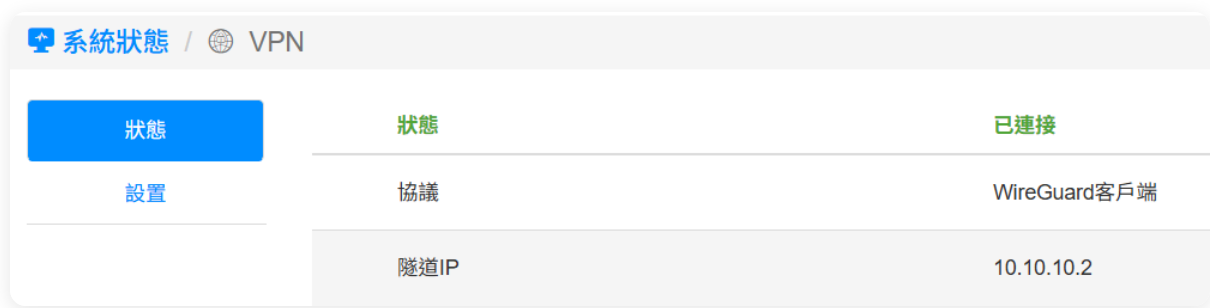 系統狀態 / VPN
狀態
設置
狀態 已連接
協議 WireGuard客戶端
隧道IP 10.10.10.2